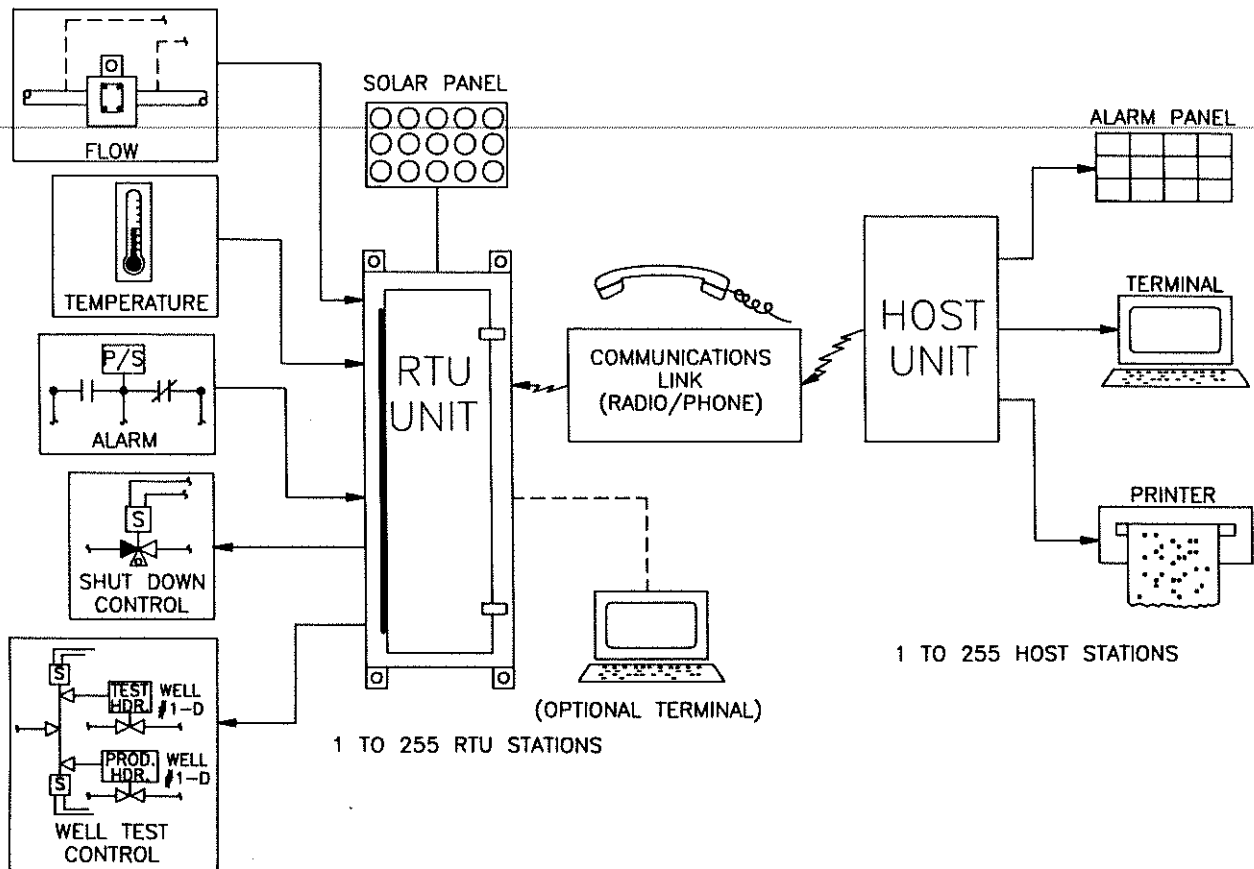 FLOW
TEMPERATURE
P/S
ALARM
S
SHUT DOWN
CONTROL
S
TEST
HDR.
WELL
#1-D
PROD.
HDR.
WELL
#1-D
S
WELL TEST
CONTROL
SOLAR PANEL
RTU
UNIT
1 TO 255 RTU STATIONS
(OPTIONAL TERMINAL)
COMMUNICATIONS
LINK
(RADIO/PHONE)
HOST
UNIT
ALARM PANEL
TERMINAL
PRINTER
1 TO 255 HOST STATIONS